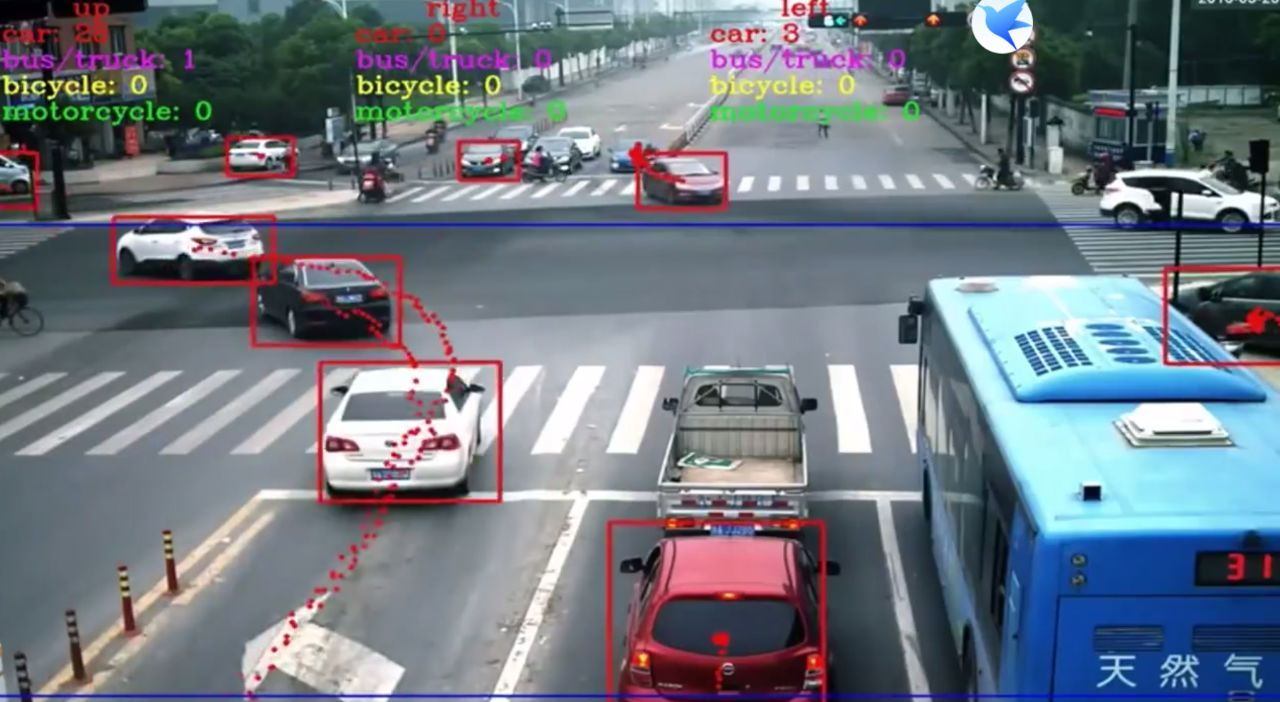 up
car: 28
bus/truck: 1
bicycle: 0
motorcycle: 0
right
car: 0
bus/truck: 0
bicycle: 0
motorcycle: 0
left
car: 3
bus/truck: 0
bicycle: 0
motorcycle: 0
31
天然气